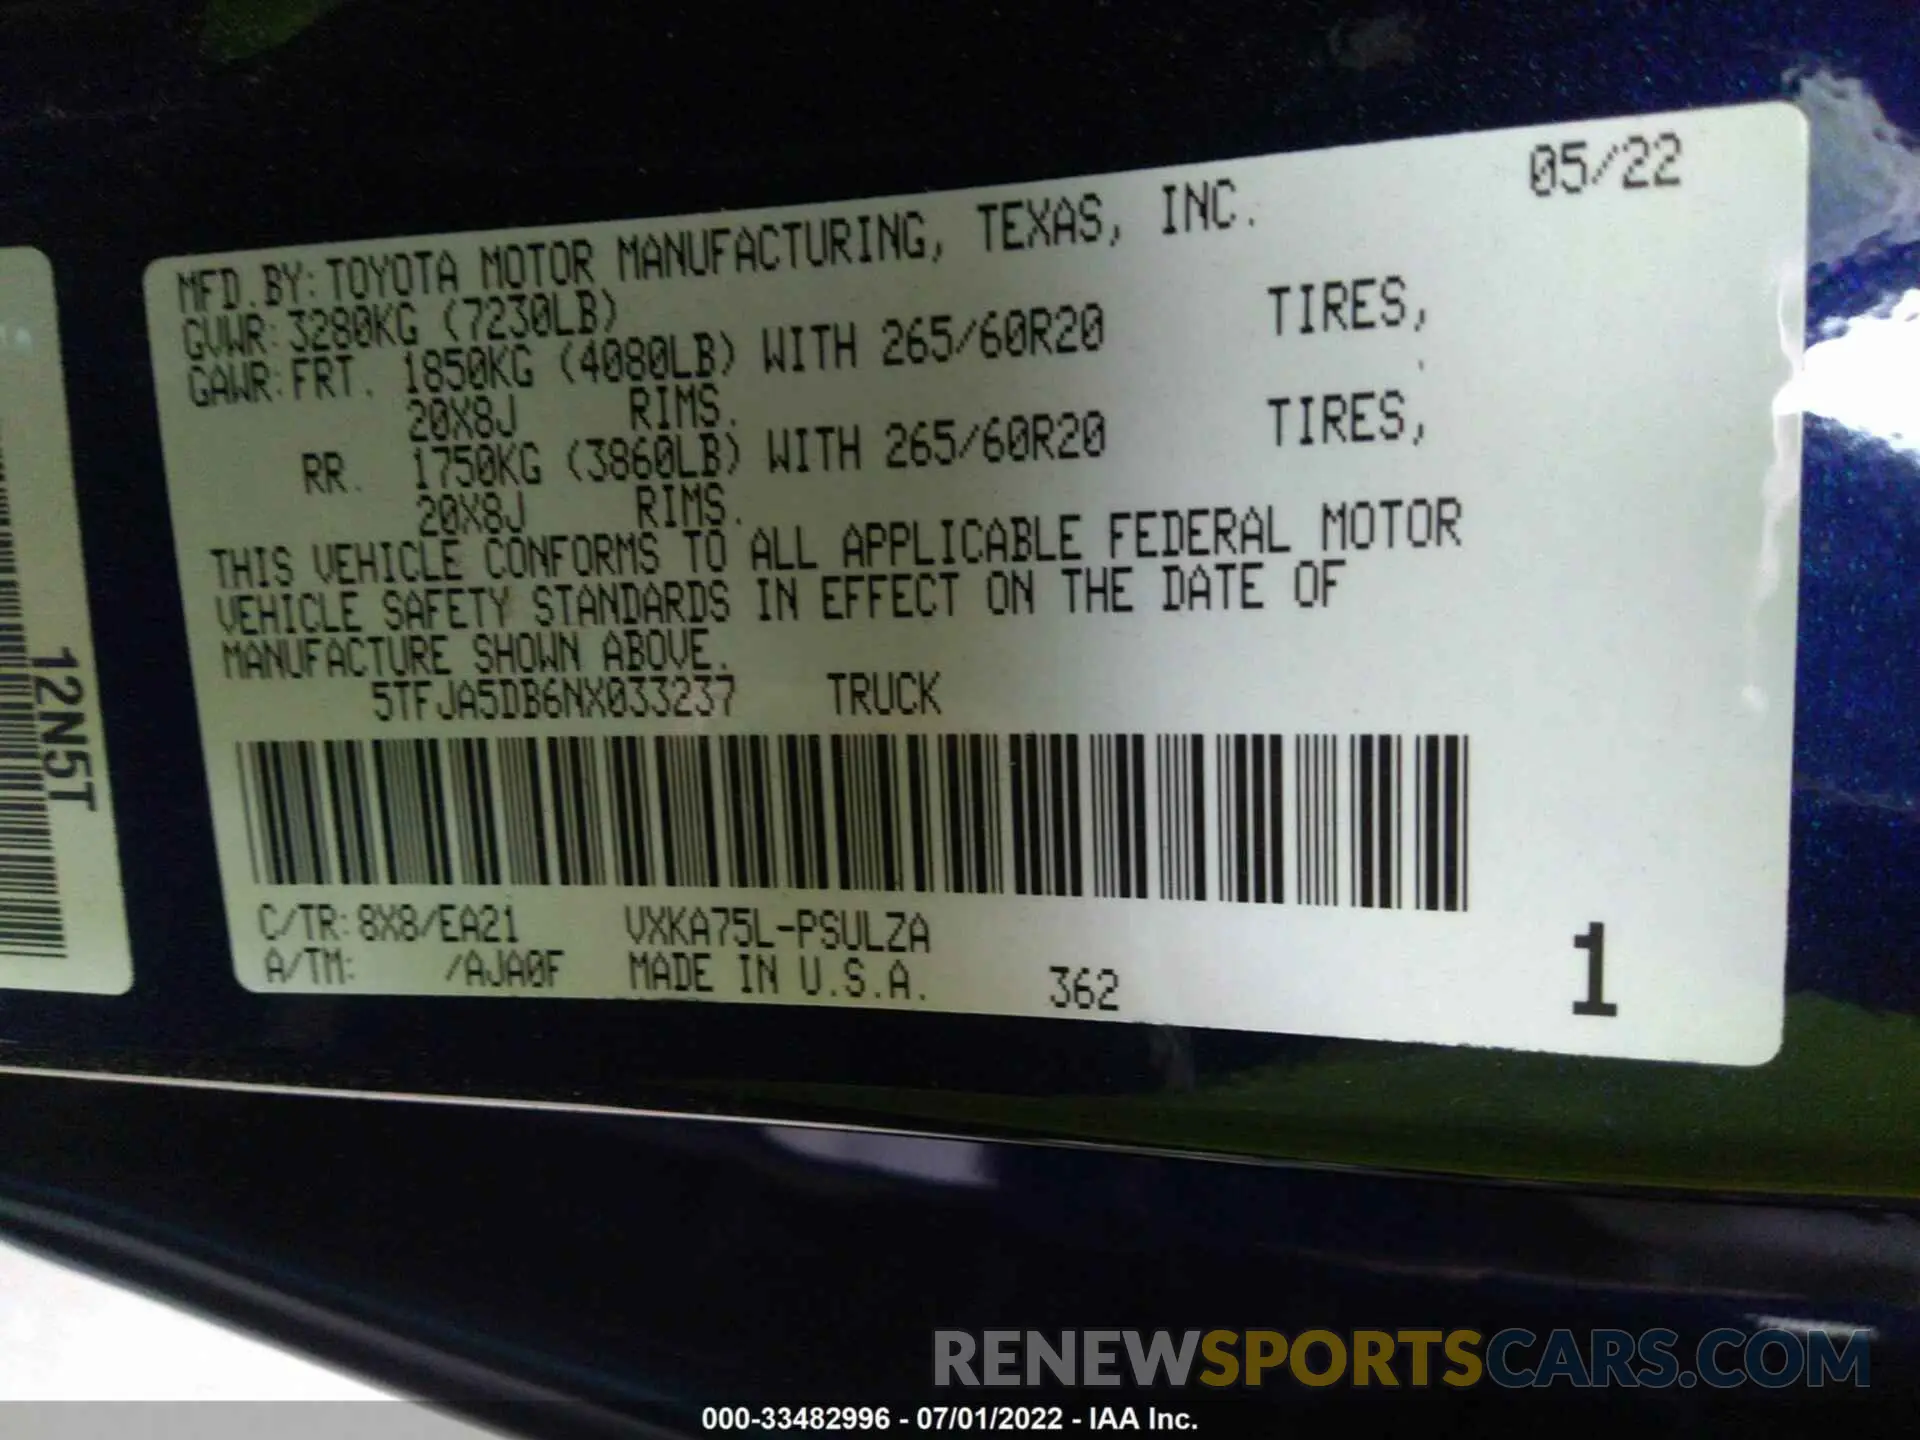 05/22
MFD.BY: TOYOTA MOTOR MANUFACTURING, TEXAS, INC.
GVWR: 3280KG (7230LB)
GAWR: FRT. 1850KG (4080LB) WITH 265/60R20 TIRES,
20X8J RIMS.
RR. 1750KG (3860LB) WITH 265/60R20 TIRES,
20X8J RIMS.
THIS VEHICLE CONFORMS TO ALL APPLICABLE FEDERAL MOTOR
VEHICLE SAFETY STANDARDS IN EFFECT ON THE DATE OF
MANUFACTURE SHOWN ABOVE.
5TFJA5DB6NX033237 TRUCK
C/TR: 8X8/EA21 VXKA75L-PSULZA
A/TM: /AJA0F MADE IN U.S.A. 362
1
12N5T
RENEWSPORTSCARS.COM
000-33482996 - 07/01/2022 - IAA Inc.